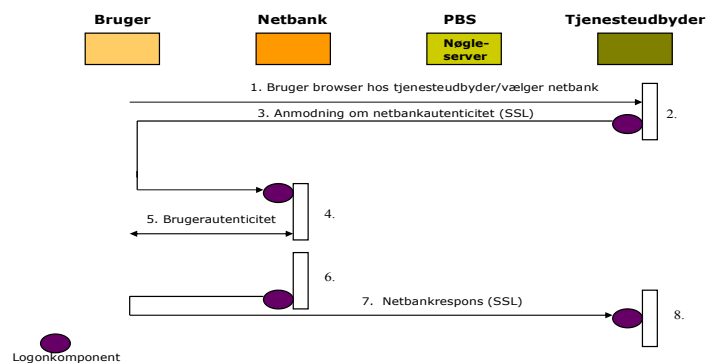 Bruger
Netbank
PBS
Tjenesteudbyder
Nøgle-
server
1. Bruger browser hos tjenesteudbyder/vælger netbank
3. Anmodning om netbankautenticitet (SSL)
2.
4.
5. Brugerautenticitet
6.
7. Netbankrespons (SSL)
8.
Logonkomponent